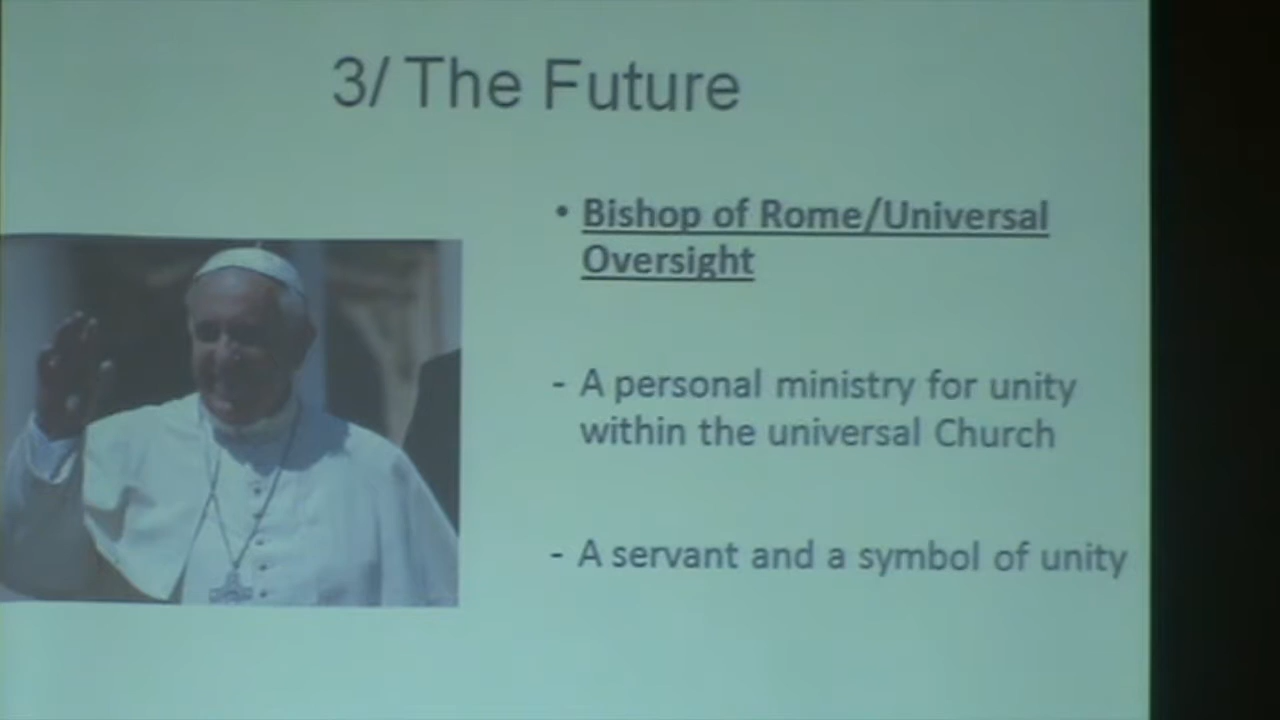 3/ The Future
• Bishop of Rome/Universal
Oversight
- A personal ministry for unity
within the universal Church
- A servant and a symbol of unity